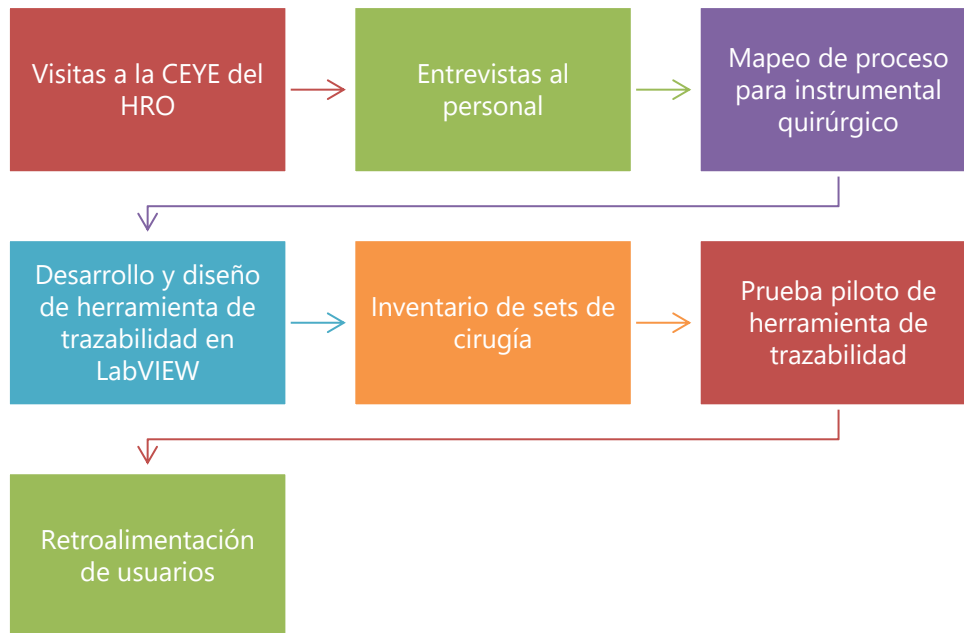 Visitas a la CEYE del
HRO
Entrevistas al
personal
Mapeo de proceso
para instrumental
quirúrgico
Desarrollo y diseño
de herramienta de
trazabilidad en
LabVIEW
Inventario de sets de
cirugía
Prueba piloto de
herramienta de
trazabilidad
Retroalimentación
de usuarios